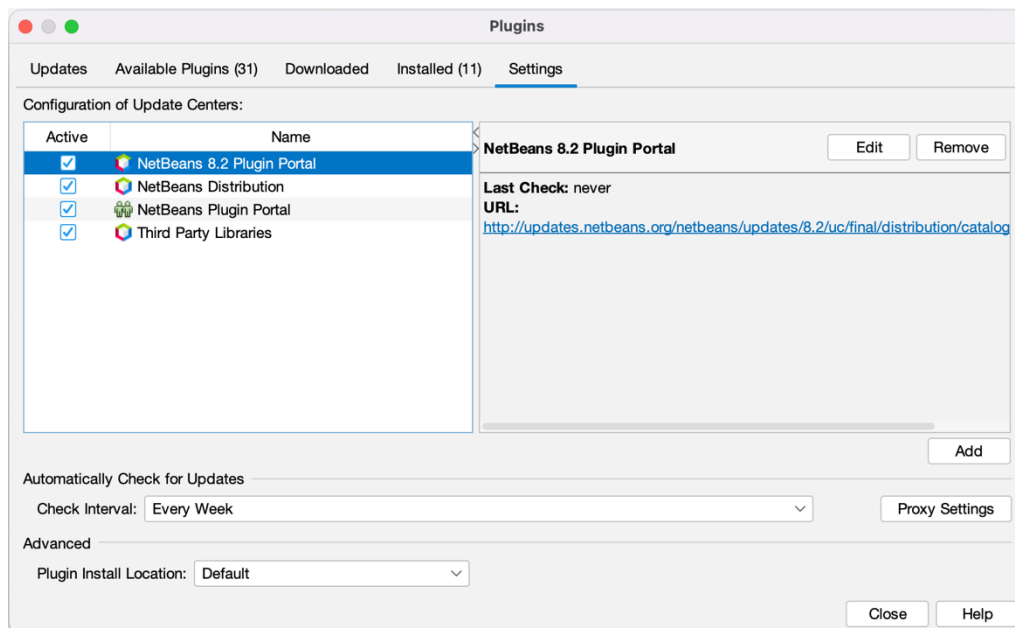 Plugins
Updates Available Plugins (31) Downloaded Installed (11) Settings
Configuration of Update Centers:
Active Name
NetBeans 8.2 Plugin Portal
NetBeans Distribution
NetBeans Plugin Portal
Third Party Libraries
NetBeans 8.2 Plugin Portal Edit Remove
Last Check: never
URL:
http://updates.netbeans.org/netbeans/updates/8.2/uc/final/distribution/catalog
Add
Automatically Check for Updates
Check Interval: Every Week Proxy Settings
Advanced
Plugin Install Location: Default
Close Help